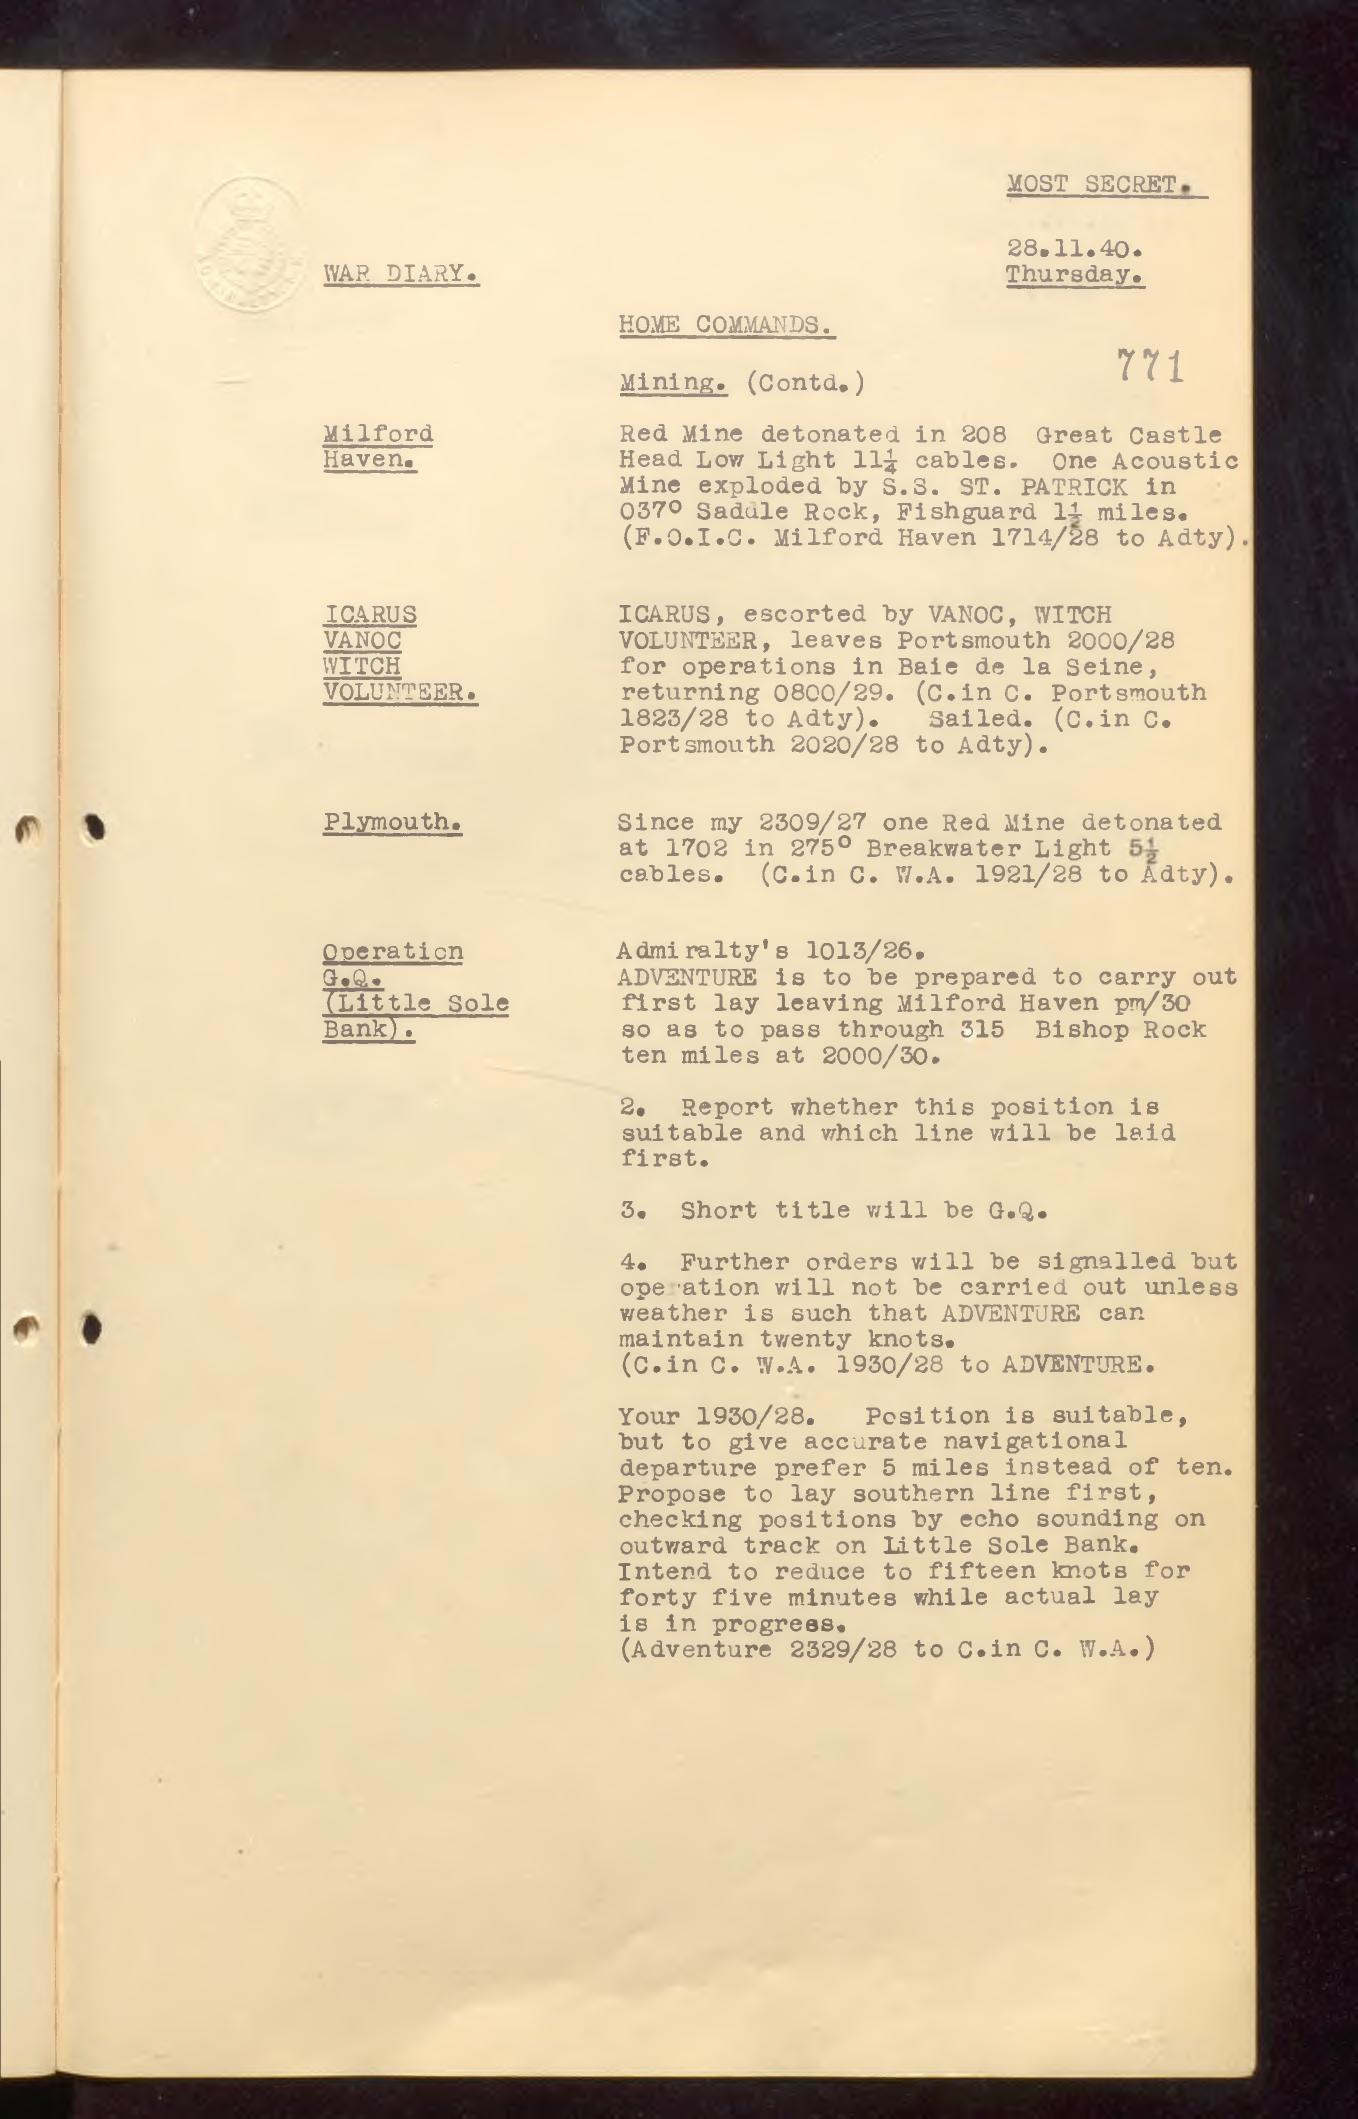 MOST SECRET.
28.11.40.
Thursday.
WAR DIARY.
HOME COMMANDS.
771
Mining. (Contd.)
Milford
Haven.
Red Mine detonated in 208 Great Castle
Head Low Light 11¼ cables. One Acoustic
Mine exploded by S.S. ST. PATRICK in
037° Saddle Rock, Fishguard 1½ miles.
(F.O.I.C. Milford Haven 1714/28 to Adty).
ICARUS
VANOC
WITCH
VOLUNTEER.
ICARUS, escorted by VANOC, WITCH
VOLUNTEER, leaves Portsmouth 2000/28
for operations in Baie de la Seine,
returning 0800/29. (C.in C. Portsmouth
1823/28 to Adty). Sailed. (C.in C.
Portsmouth 2020/28 to Adty).
Plymouth.
Since my 2309/27 one Red Mine detonated
at 1702 in 275° Breakwater Light 5½
cables. (C.in C. W.A. 1921/28 to Adty).
Operation
G.Q.
(Little Sole
Bank).
Admiralty's 1013/26.
ADVENTURE is to be prepared to carry out
first lay leaving Milford Haven pm/30
so as to pass through 315 Bishop Rock
ten miles at 2000/30.
2. Report whether this position is
suitable and which line will be laid
first.
3. Short title will be G.Q.
4. Further orders will be signalled but
operation will not be carried out unless
weather is such that ADVENTURE can
maintain twenty knots.
(C.in C. W.A. 1930/28 to ADVENTURE.
Your 1930/28. Position is suitable,
but to give accurate navigational
departure prefer 5 miles instead of ten.
Propose to lay southern line first,
checking positions by echo sounding on
outward track on Little Sole Bank.
Intend to reduce to fifteen knots for
forty five minutes while actual lay
is in progress.
(Adventure 2329/28 to C.in C. W.A.)